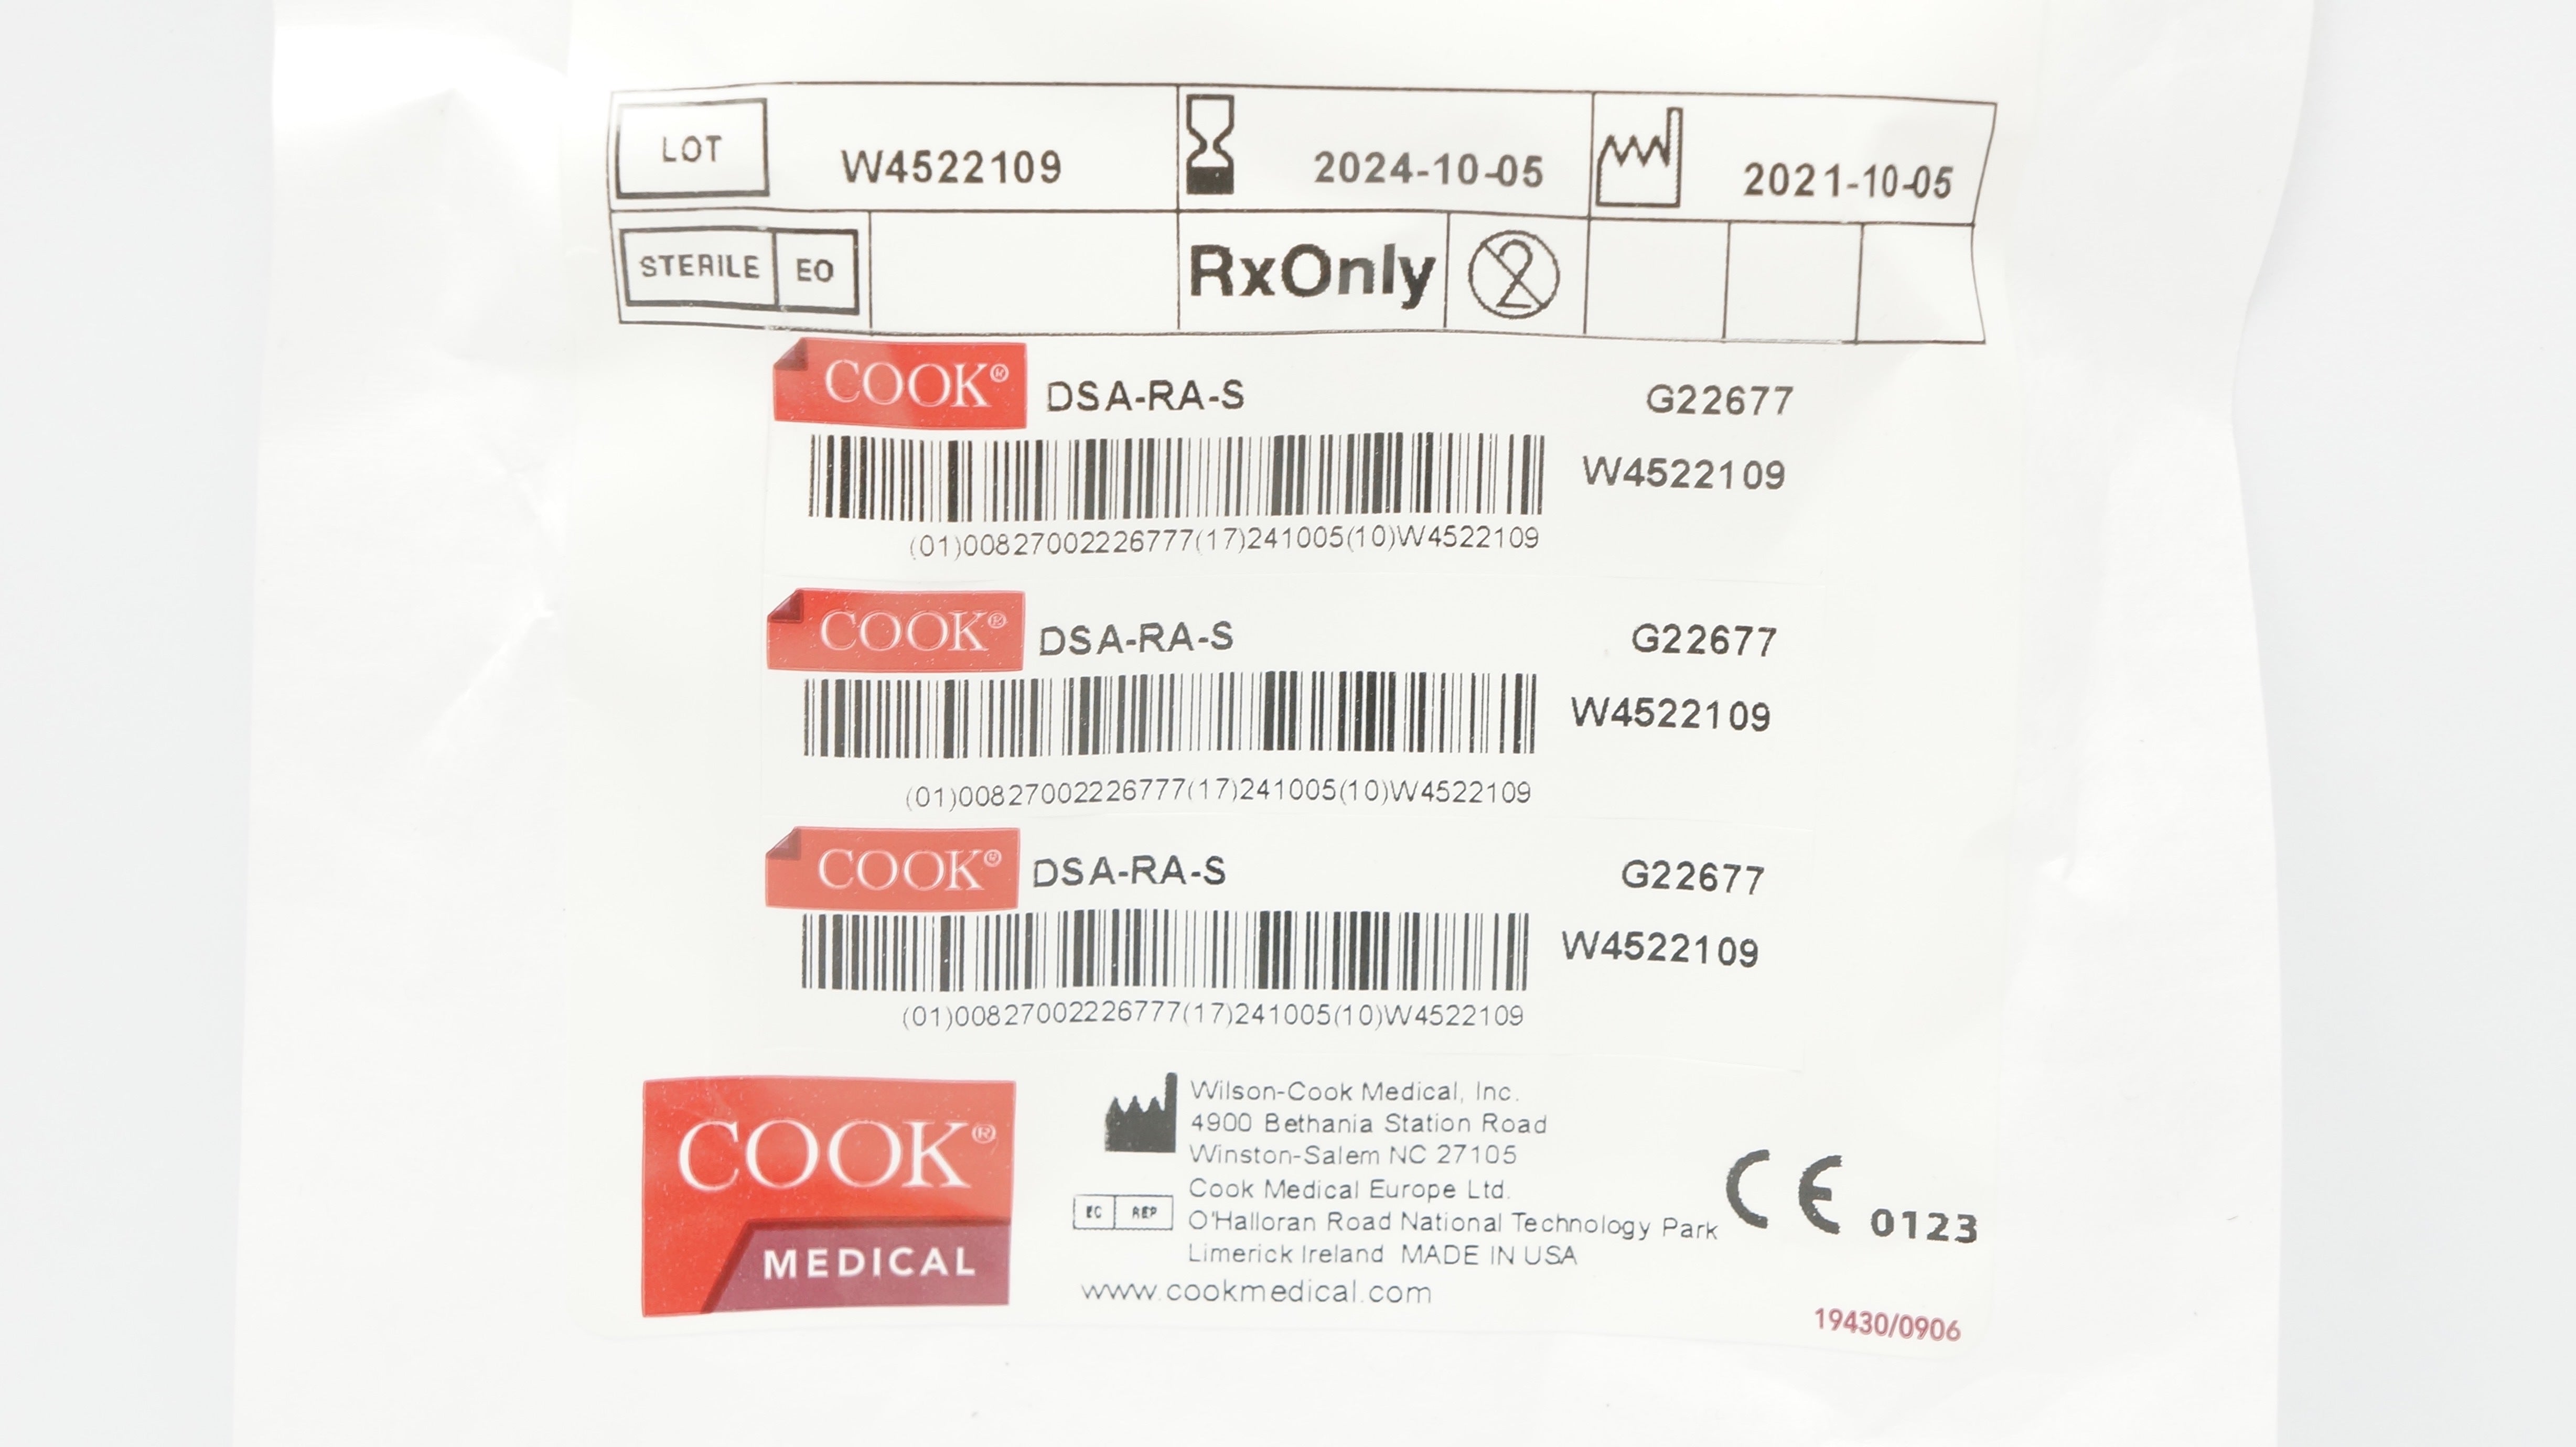 LOT W4522109 2024-10-05 2021-10-05
STERILE EO RxOnly 2
COOK® DSA-RA-S G22677
W4522109
(01)00827002226777(17)241005(10)W4522109
COOK® DSA-RA-S G22677
W4522109
(01)00827002226777(17)241005(10)W4522109
COOK® DSA-RA-S G22677
W4522109
(01)00827002226777(17)241005(10)W4522109
COOK®
MEDICAL
Wilson-Cook Medical, Inc.
4900 Bethania Station Road
Winston-Salem NC 27105
EC REP
Cook Medical Europe Ltd.
O'Halloran Road National Technology Park
Limerick Ireland MADE IN USA
www.cookmedical.com
CE 0123
19430/0906